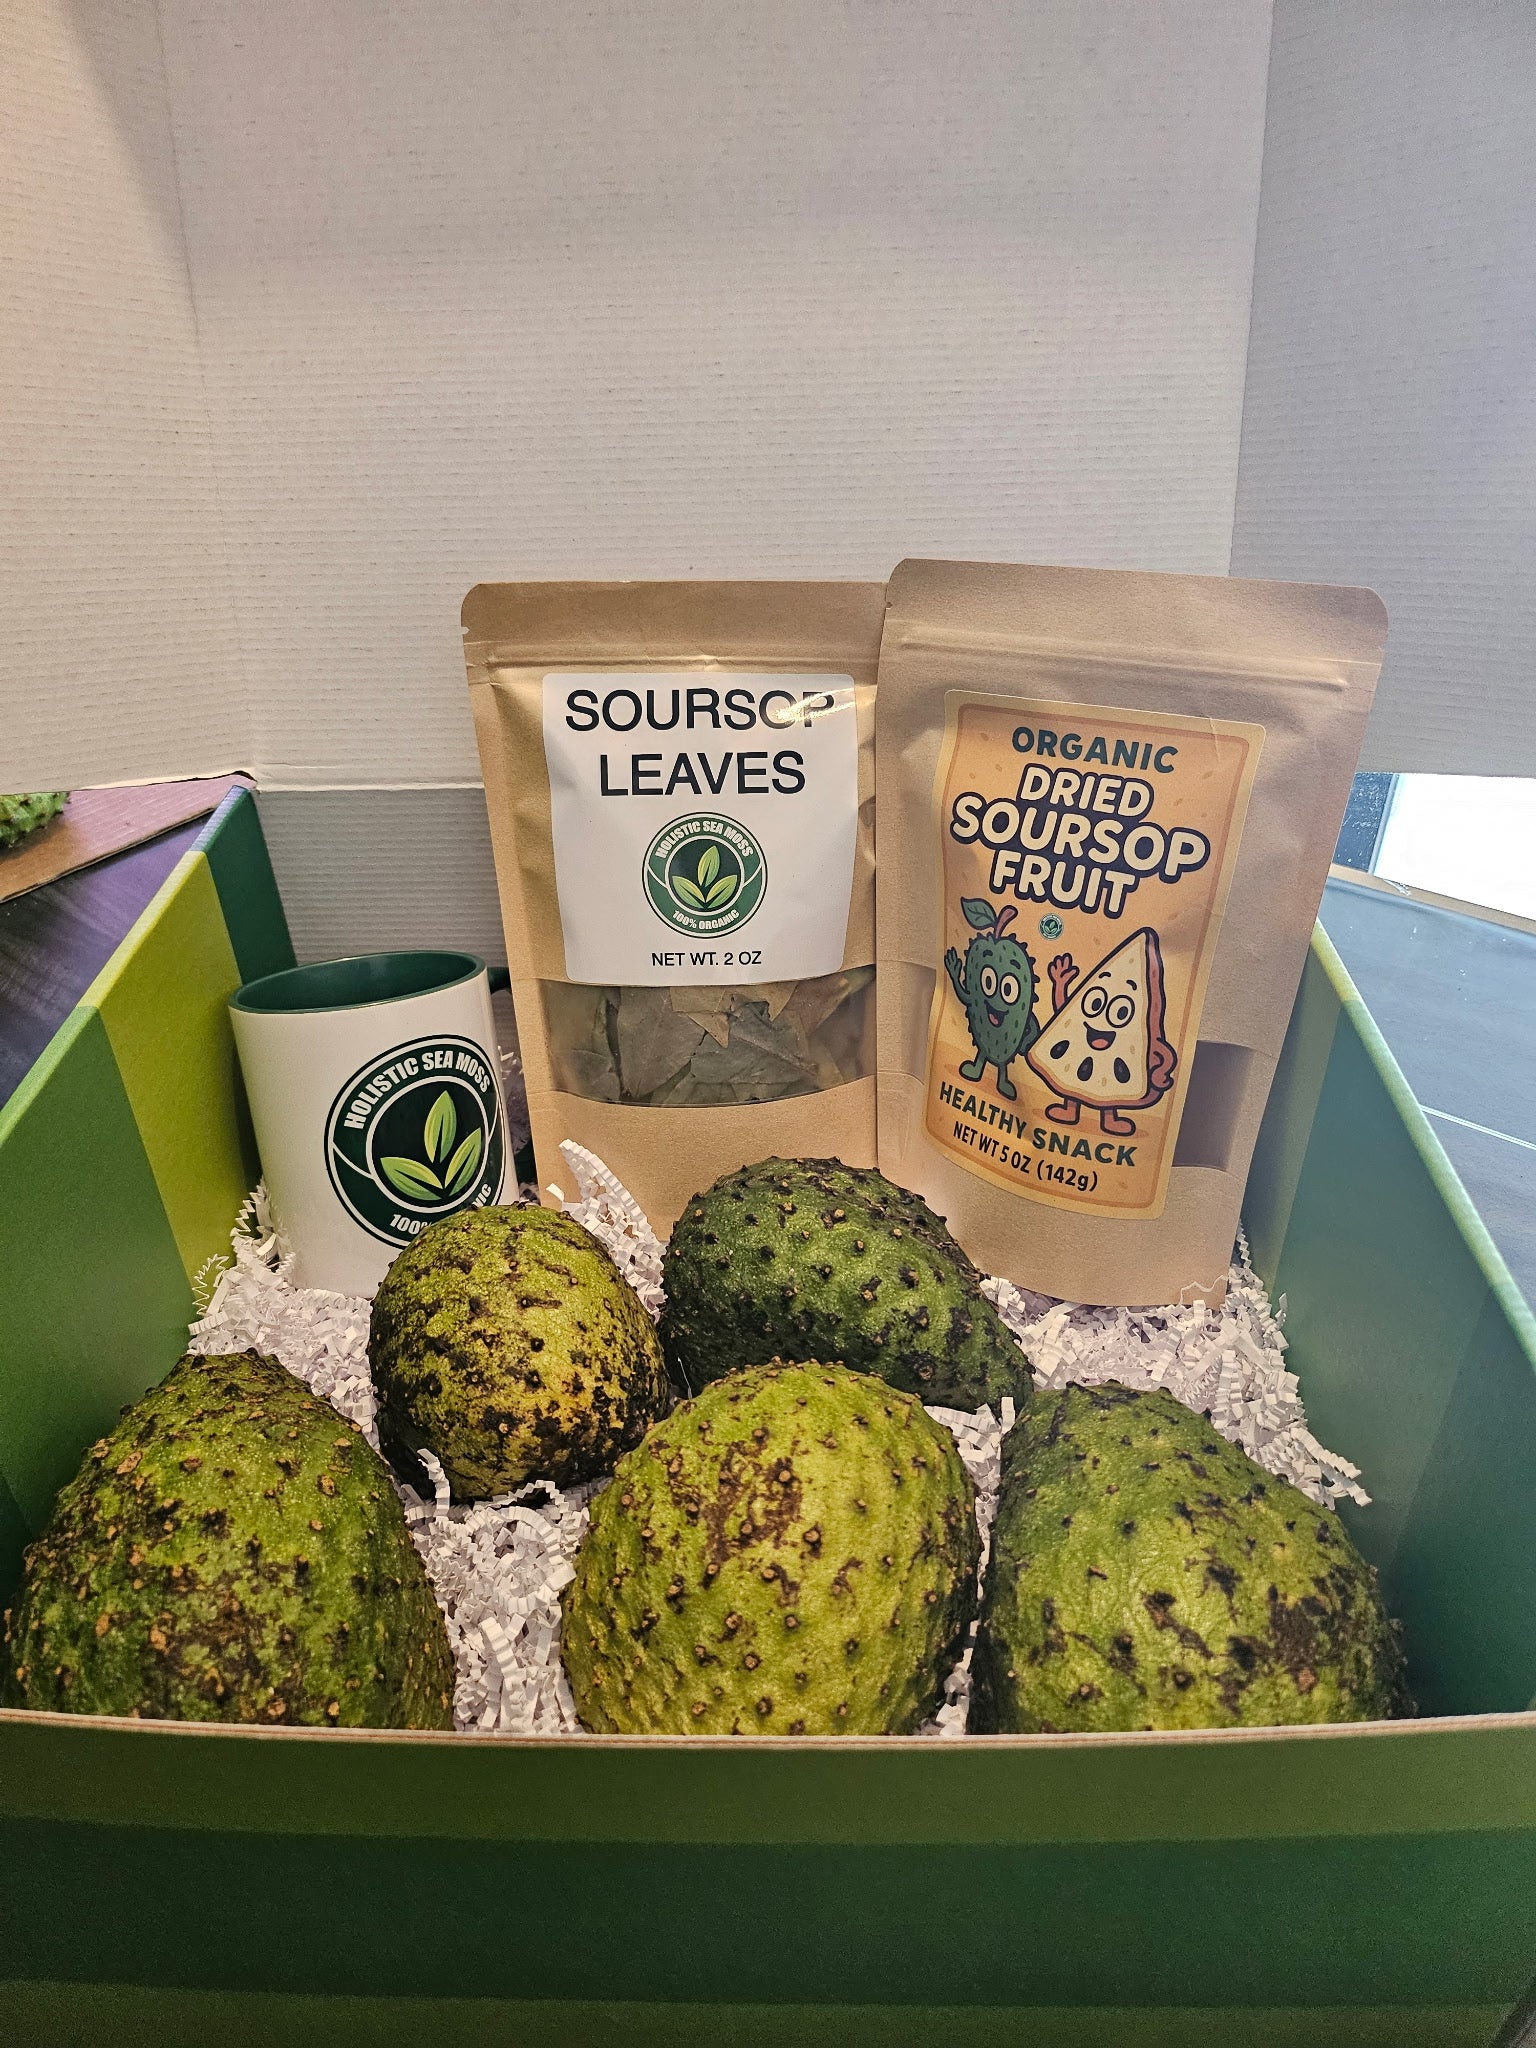 SOURSOP
LEAVES
HOLISTIC SEA MOSS
100% ORGANIC
NET WT. 2 OZ
ORGANIC
DRIED
SOURSOP
FRUIT
HEALTHY SNACK
NET WT 5 OZ (142g)
HOLISTIC SEA MOSS